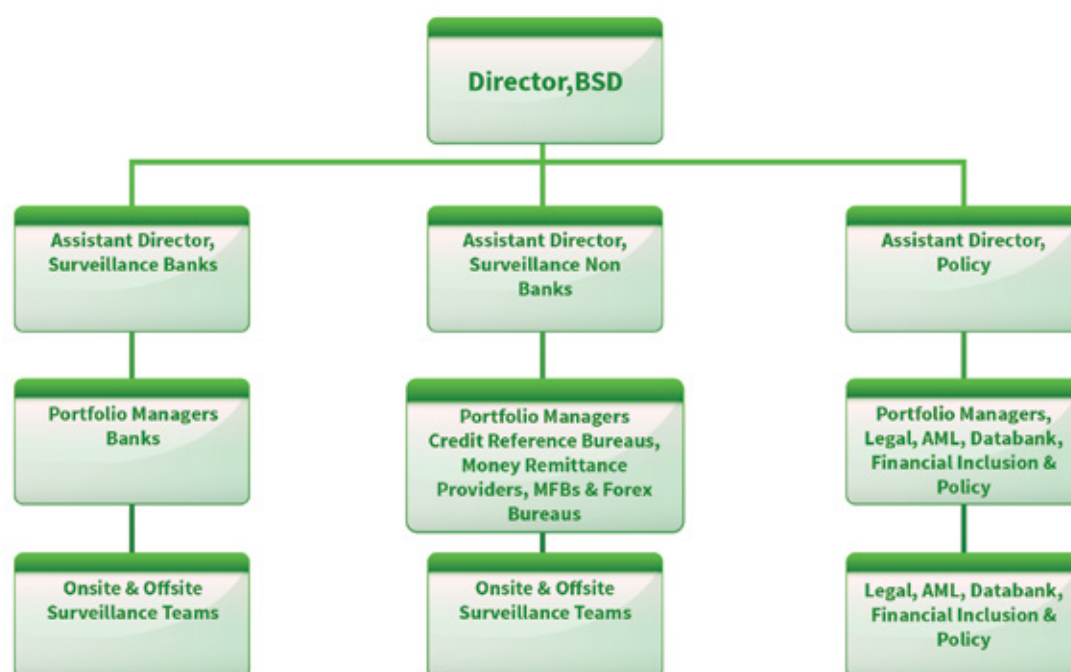 Director,BSD
Assistant Director,
Surveillance Banks
Assistant Director,
Surveillance Non
Banks
Assistant Director,
Policy
Portfolio Managers
Banks
Portfolio Managers
Credit Reference Bureaus,
Money Remittance
Providers, MFBs & Forex
Bureaus
Portfolio Managers,
Legal, AML, Databank,
Financial Inclusion &
Policy
Onsite & Offsite
Surveillance Teams
Onsite & Offsite
Surveillance Teams
Legal, AML, Databank,
Financial Inclusion &
Policy